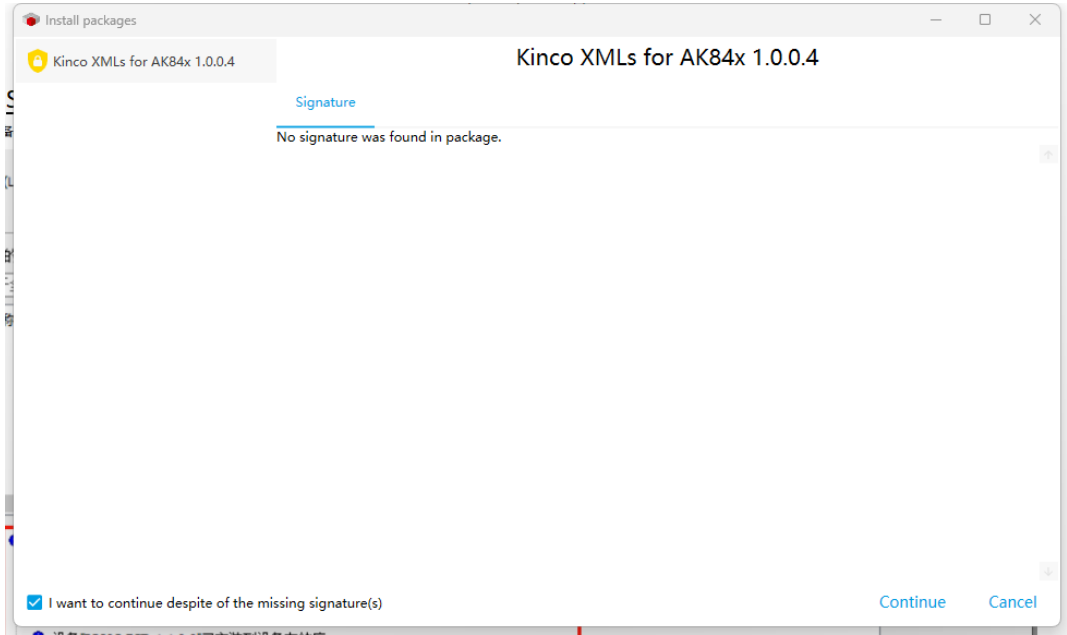 Install packages
Kinco XMLs for AK84x 1.0.0.4
Kinco XMLs for AK84x 1.0.0.4
Signature
No signature was found in package.
I want to continue despite of the missing signature(s)
Continue
Cancel